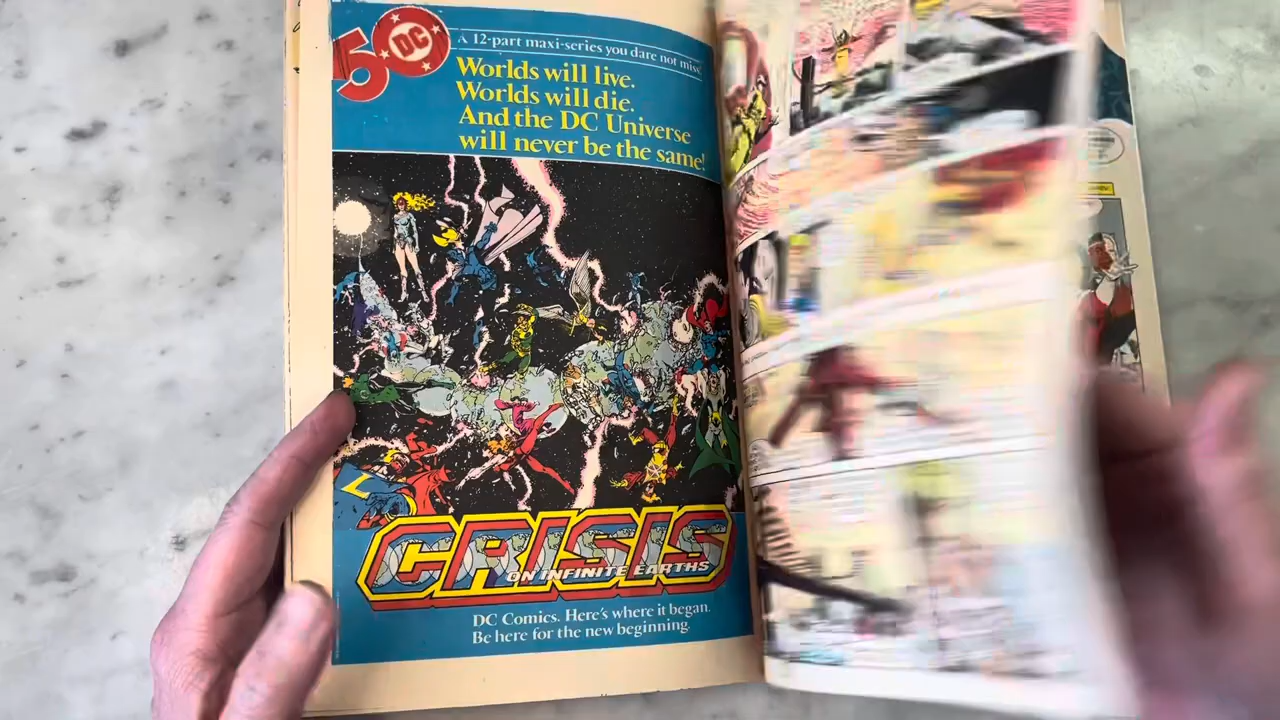 50
DC
A 12-part maxi-series you dare not miss!
Worlds will live.
Worlds will die.
And the DC Universe
will never be the same!
CRISIS
ON INFINITE EARTHS
DC Comics. Here's where it began.
Be here for the new beginning.